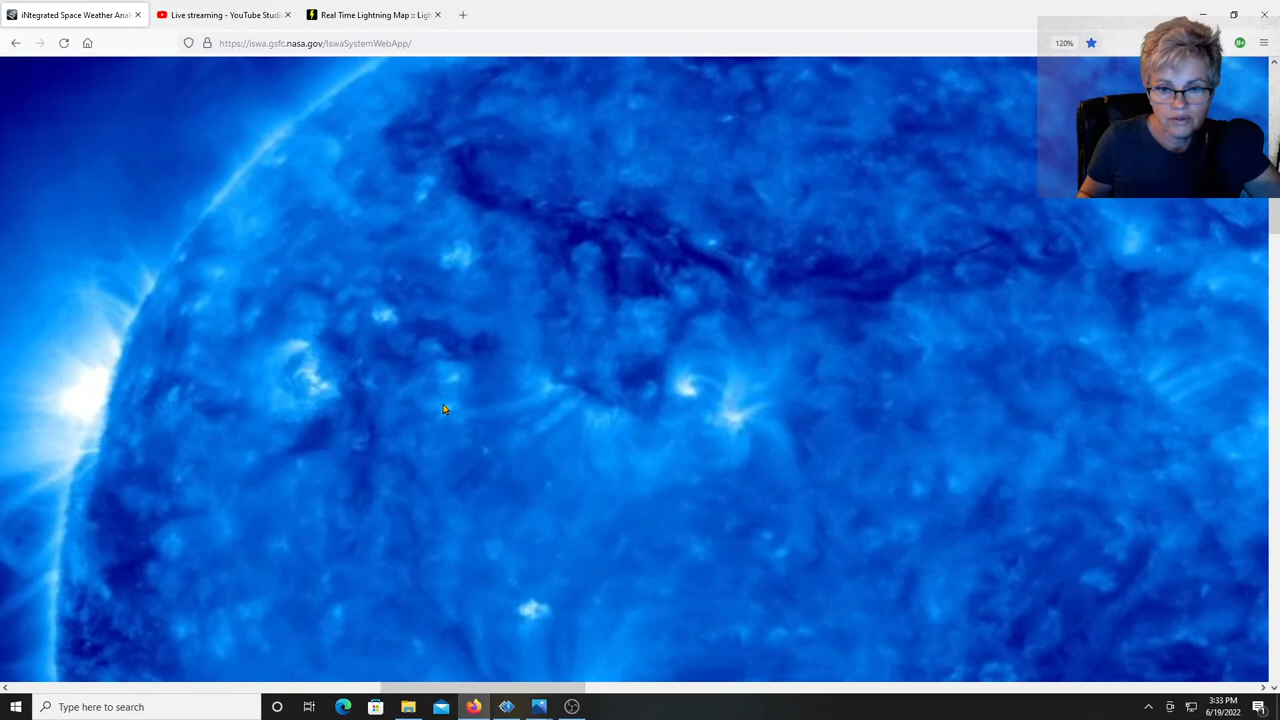 iNtegrated Space Weather Anal
Live streaming - YouTube Studi
Real Time Lightning Map :: Ligh
https://iswa.gsfc.nasa.gov/IswaSystemWebApp/
120%
Type here to search
3:33 PM
6/19/2022